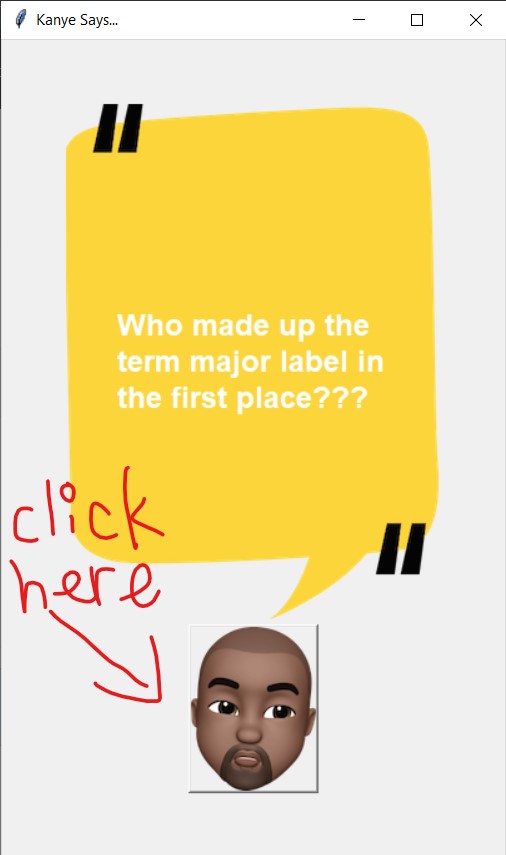 Kanye Says...
"
Who made up the
term major label in
the first place???
"
click
here